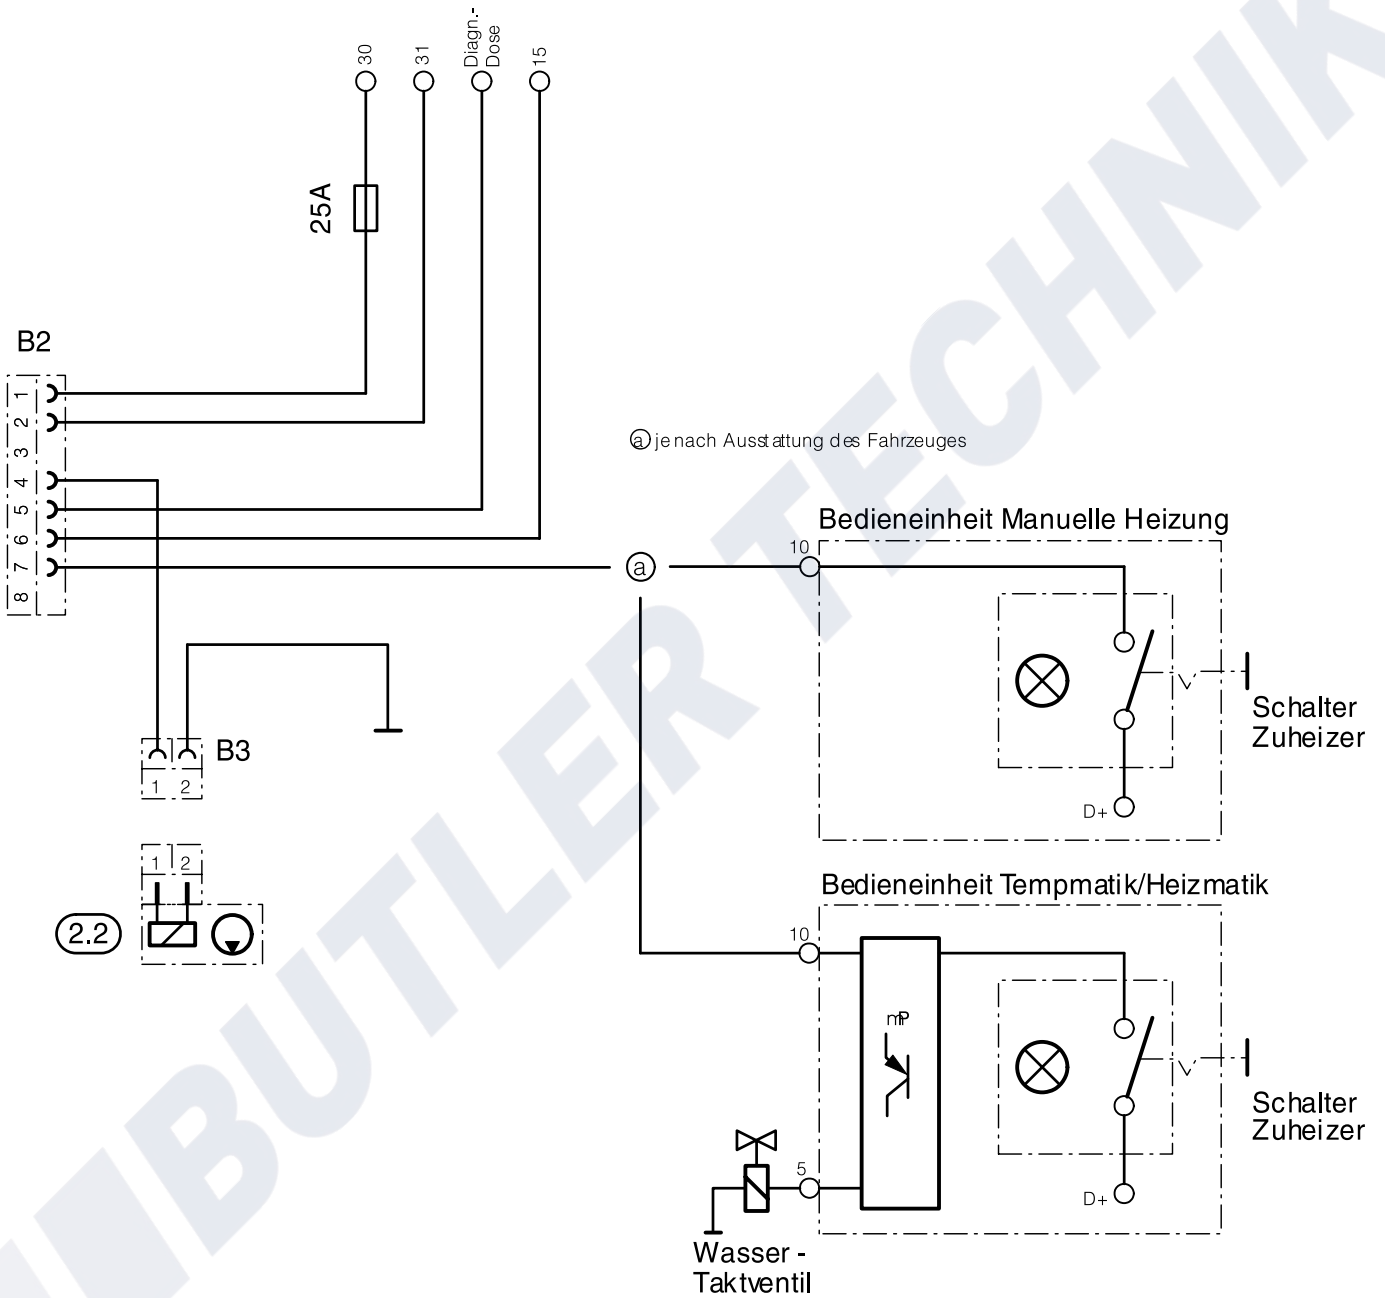 30
31
Diagn.-
Dose
15
25A
B2
1
2
3
4
5
6
7
8
a je nach Ausstattung des Fahrzeuges
Bedieneinheit Manuelle Heizung
10
a
Schalter
Zuheizer
D+
B3
1 2
1 2
2.2
Bedieneinheit Tempmatik/Heizmatik
10
mP
Schalter
Zuheizer
5
D+
Wasser -
Taktventil
BUTLER TECHNIK